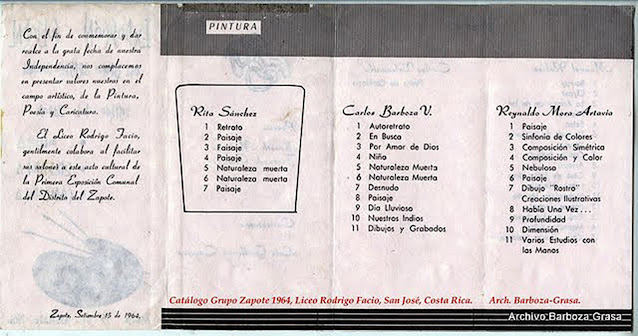 Con el fin de conmemorar y dar
realce a la grata fecha de nuestra
Independencia, nos complacemos
en presentar valores nuestros en el
campo artístico, de la Pintura,
Poesía y Caricatura.
El Liceo Rodrigo Facio,
gentilmente colabora al facilitar
sus salones a este acto cultural de
la Primera Exposición Comunal
del Distrito del Zapote.
Zapote, Setiembre 15 de 1964.
PINTURA
Rita Sánchez
1 Retrato
2 Paisaje
3 Faisaje
4 Paisaje
5 Naturaleza muerta
6 Naturaleza muerta
7 Paisaje
Carlos Barboza V.
1 Autoretrato
2 En Busca
3 Por Amor de Dios
4 Niña
5 Naturaleza Muerta
6 Naturaleza Muerta
7 Desnudo
8 Paisaje
9 Día Lluvioso
10 Nuestros Indios
11 Dibujos y Grabados
Reynaldo Mora Artavia
1 Paisaje
2 Sinfonía de Colores
3 Composición Simétrica
4 Composición y Color
5 Nebuloso
6 Paisaje
7 Dibujo "Rostro"
Creaciones Ilustrativas
8 Había Una Vez...
9 Profundidad
10 Dimensión
11 Varios Estudios con
las Manos
Catálogo Grupo Zapote 1964, Liceo Rodrigo Facio, San José, Costa Rica. Arch. Barboza-Grasa.
Archivo Barboza Grasa